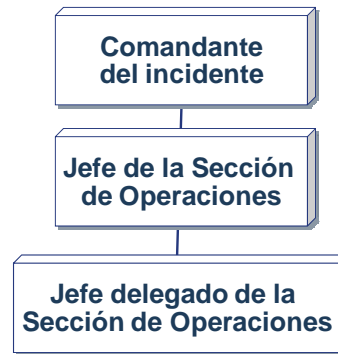 Comandante
del incidente
Jefe de la Sección
de Operaciones
Jefe delegado de la
Sección de Operaciones